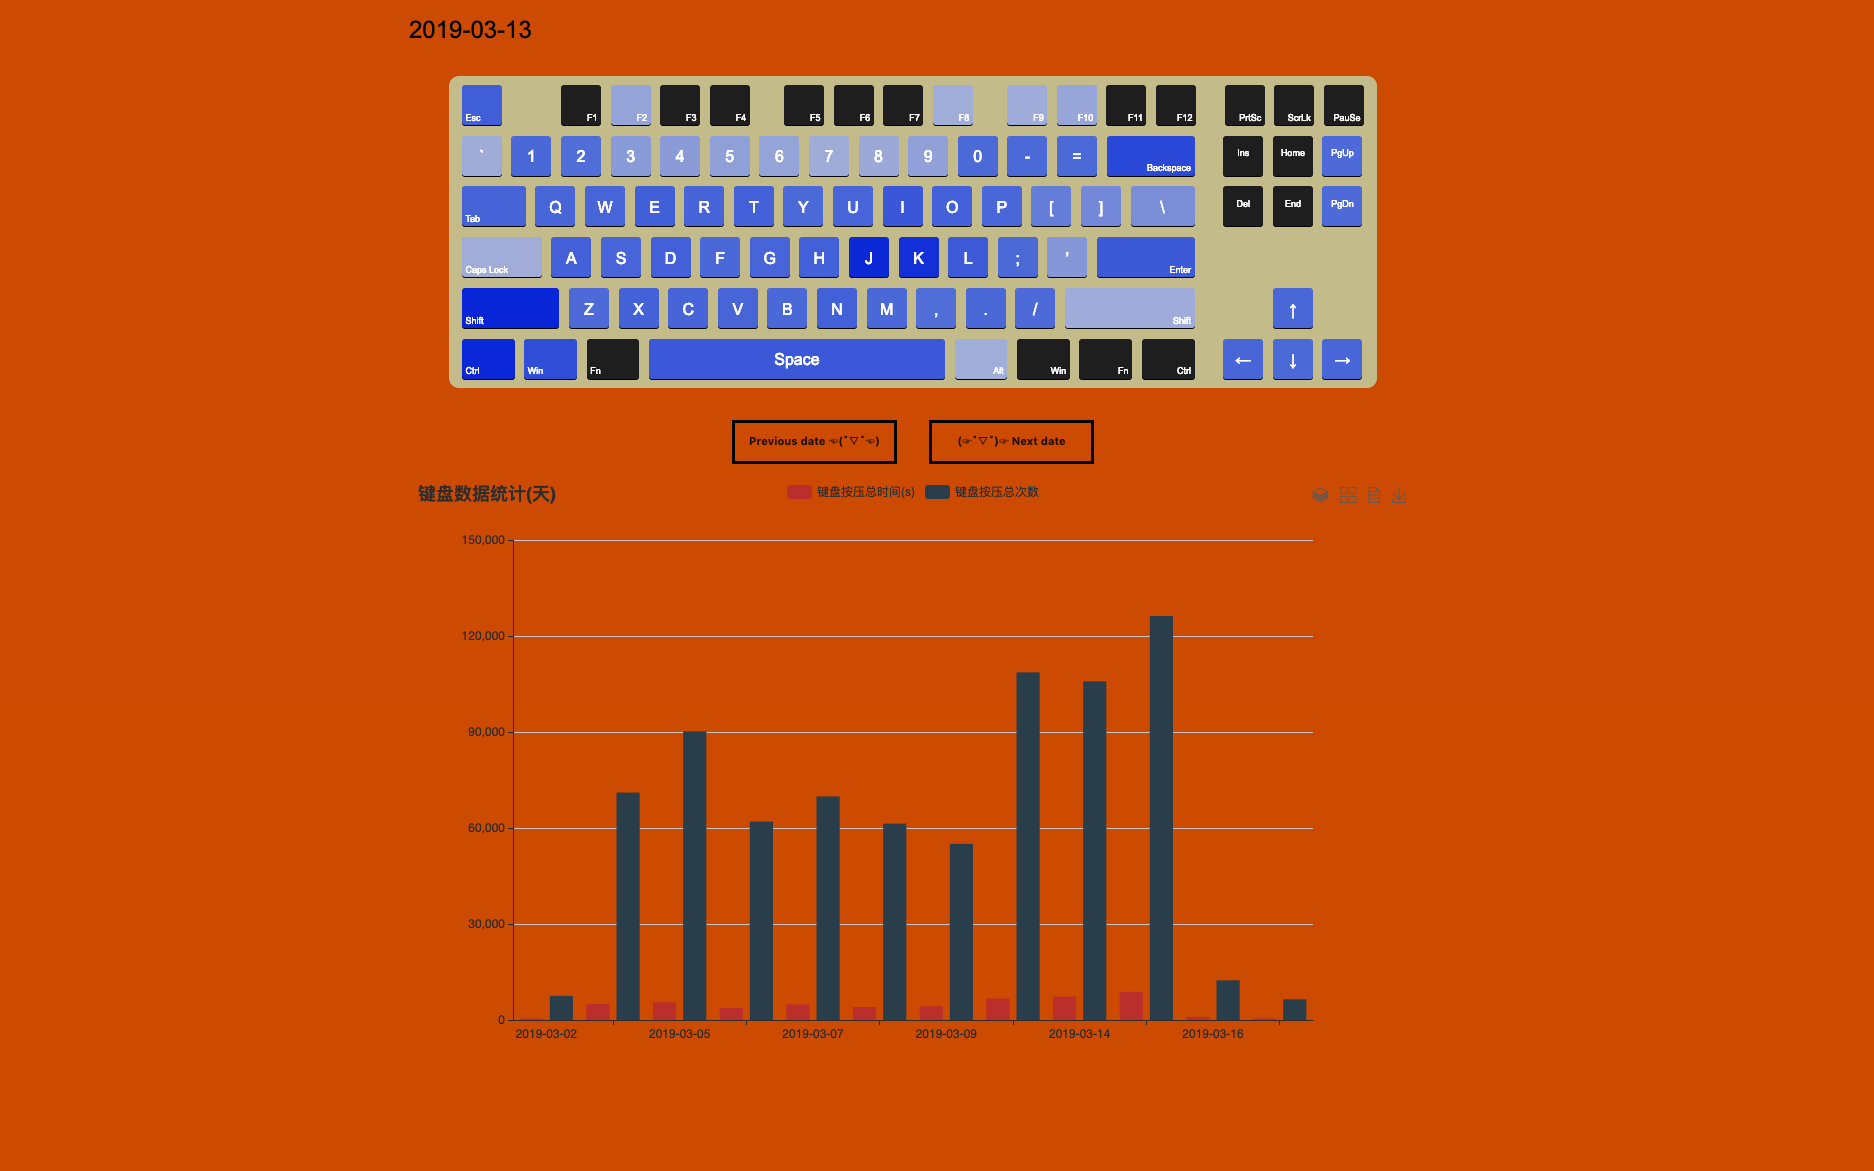 2019-03-13
Esc F1 F2 F3 F4 F5 F6 F7 F8 F9 F10 F11 F12 PrtSc ScrLk PauSe
` 1 2 3 4 5 6 7 8 9 0 - = Backspace Ins Home PgUp
Tab Q W E R T Y U I O P [ ] \ Del End PgDn
Caps Lock A S D F G H J K L ; ' Enter
Shift Z X C V B N M , . / Shift ↑
Ctrl Win Fn Space Alt Win Fn Ctrl ← ↓ →
Previous date ☜(ﾟ▽ﾟ☜) (☞ﾟ▽ﾟ)☞ Next date
键盘数据统计(天) 键盘按压总时间(s) 键盘按压总次数
150,000
120,000
90,000
60,000
30,000
0
2019-03-02 2019-03-05 2019-03-07 2019-03-09 2019-03-14 2019-03-16